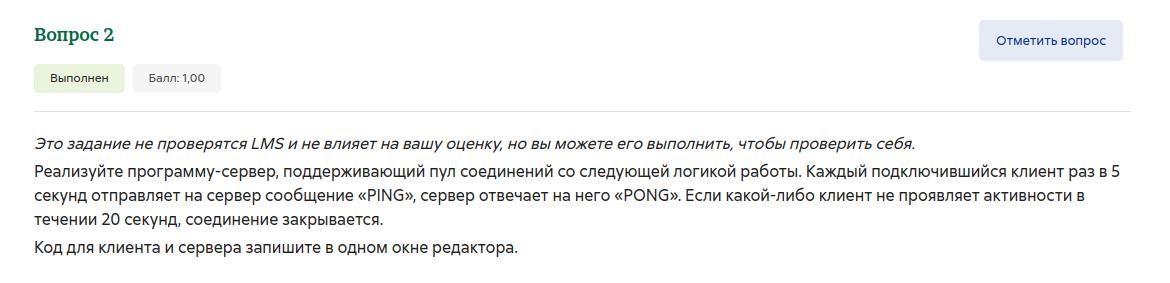 Вопрос 2
Отметить вопрос
Выполнен
Балл: 1,00
Это задание не проверятся LMS и не влияет на вашу оценку, но вы можете его выполнить, чтобы проверить себя.
Реализуйте программу-сервер, поддерживающий пул соединений со следующей логикой работы. Каждый подключившийся клиент раз в 5
секунд отправляет на сервер сообщение «PING», сервер отвечает на него «PONG». Если какой-либо клиент не проявляет активности в
течении 20 секунд, соединение закрывается.
Код для клиента и сервера запишите в одном окне редактора.